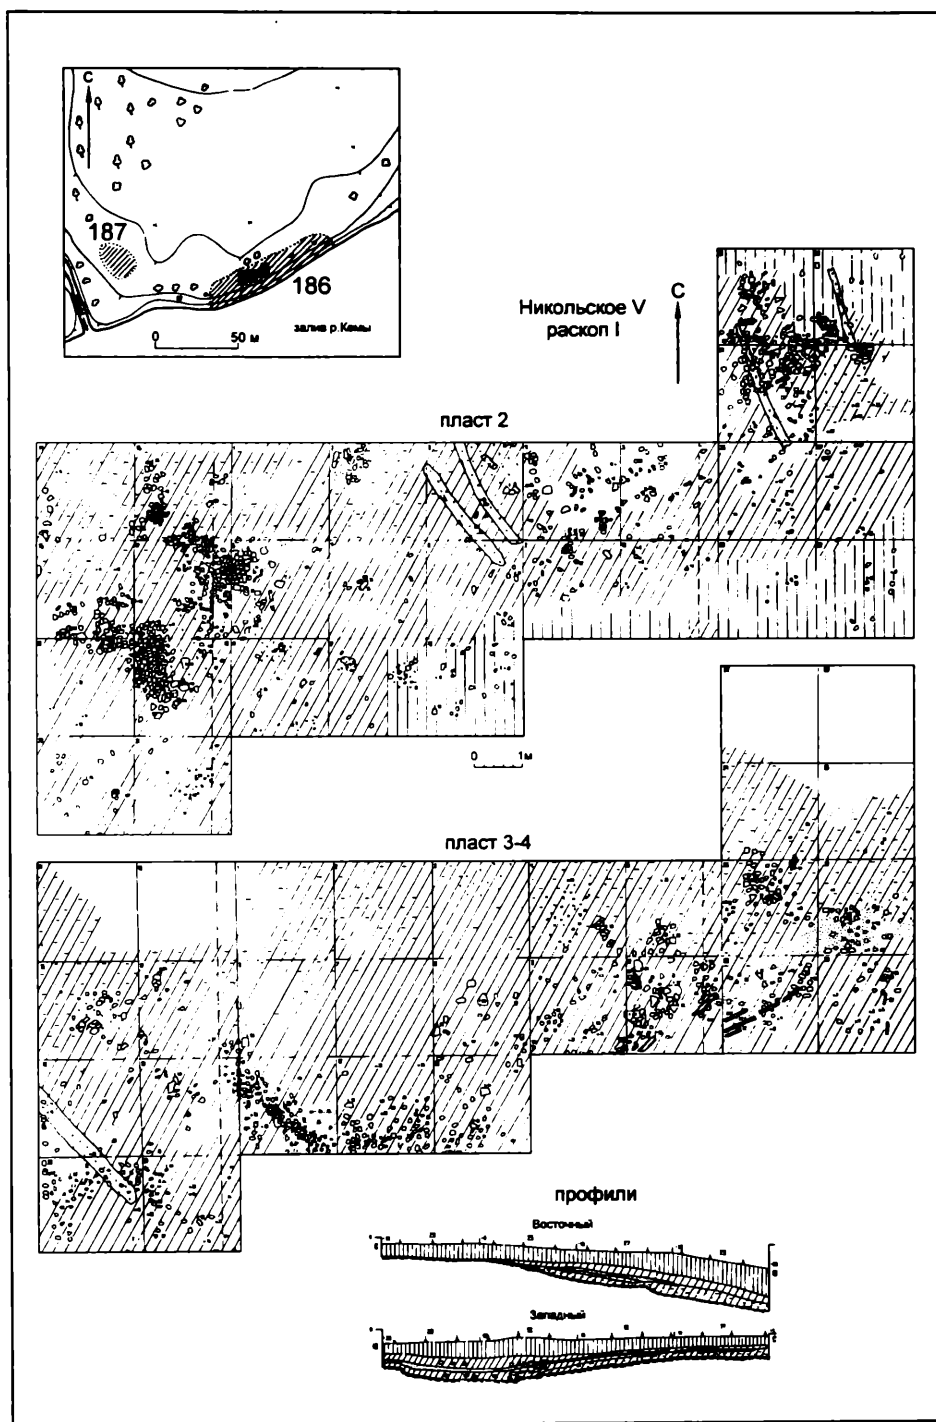 С
187
186
залив р.Камы
0 50 м
Никольское V
раскоп I
С
пласт 2
0 1м
пласт 3-4
профили
Восточный
Западный